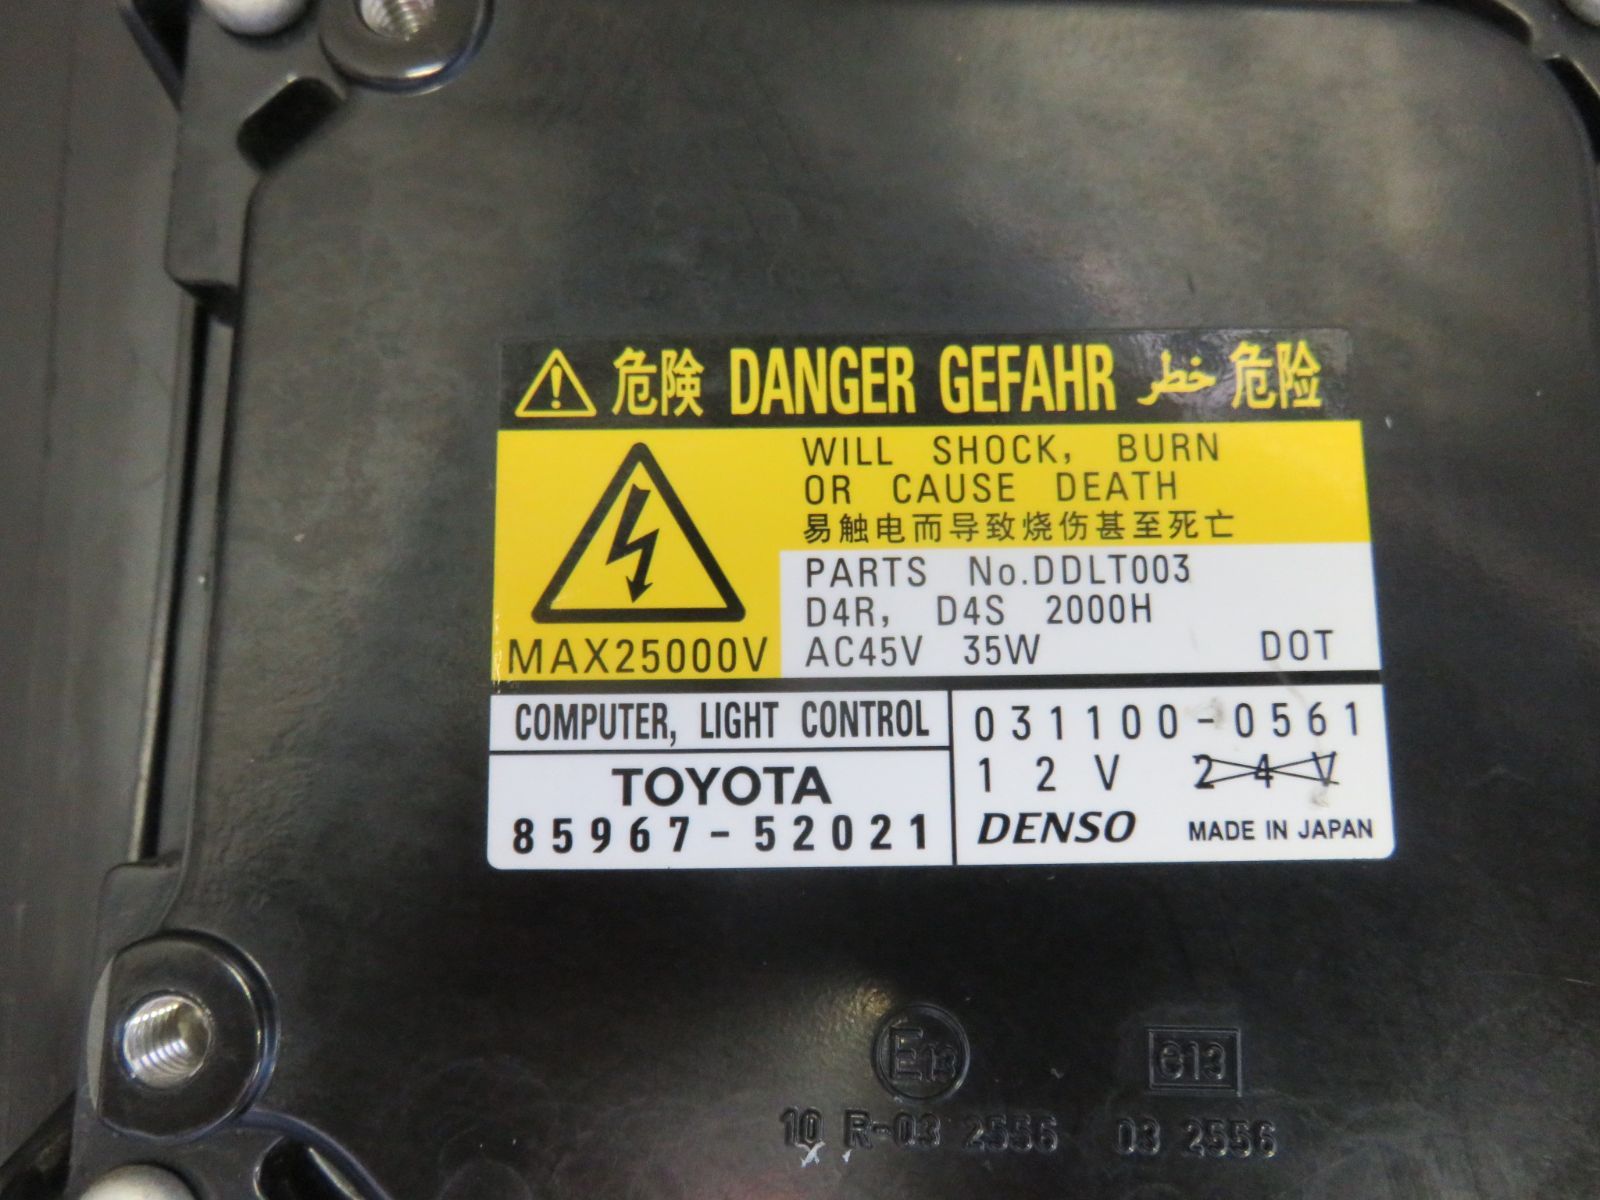 危険 DANGER GEFAHR خطر 危险
WILL SHOCK, BURN
OR CAUSE DEATH
易触电而导致烧伤甚至死亡
MAX25000V
PARTS No.DDLT003
D4R, D4S 2000H
AC45V 35W DOT
COMPUTER, LIGHT CONTROL
TOYOTA
85967-52021
031100-0561
12V 24V
DENSO MADE IN JAPAN
E13 e13
10 R-03 2556 03 2556